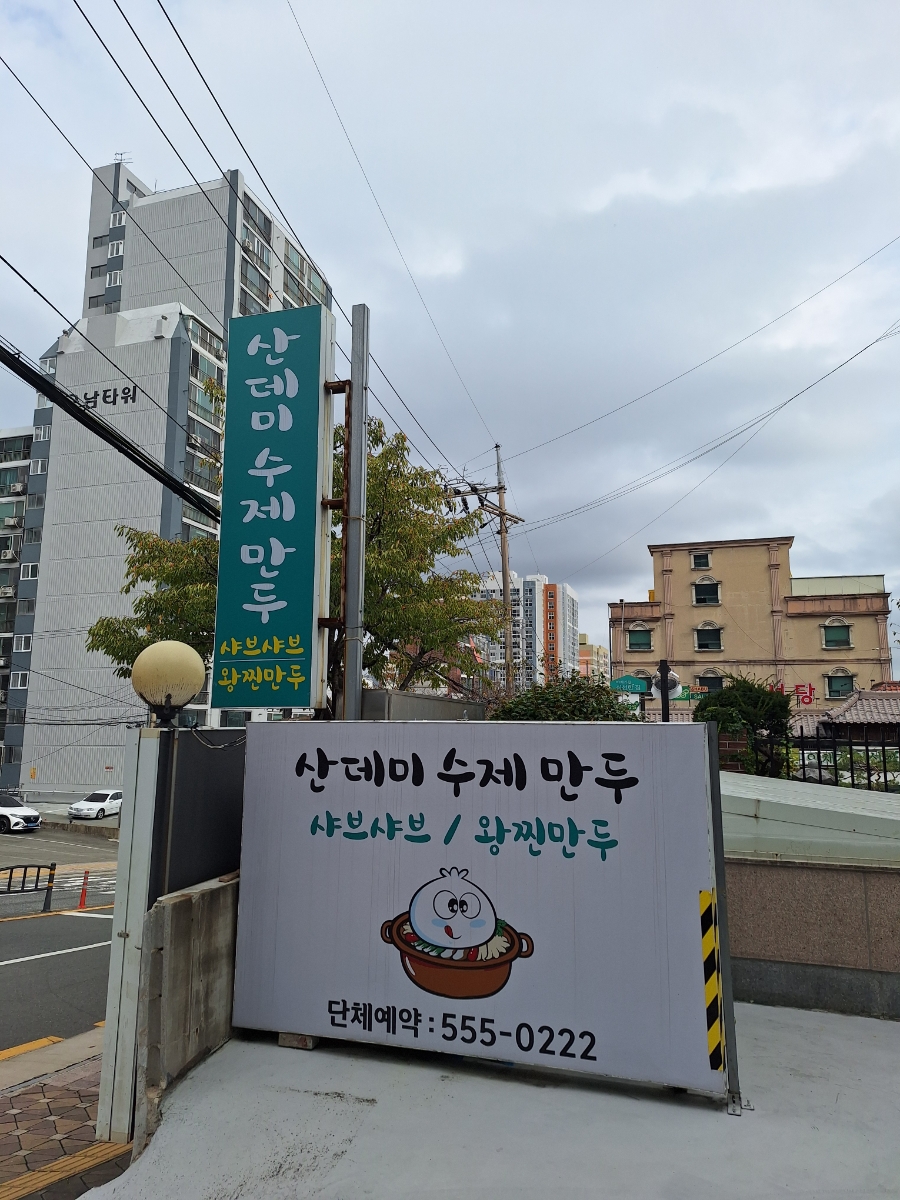 산데미 수제 만두
샤브샤브
왕찐만두
산데미 수제 만두
샤브샤브 / 왕찐만두
단체예약 : 555-0222
남타워
탕